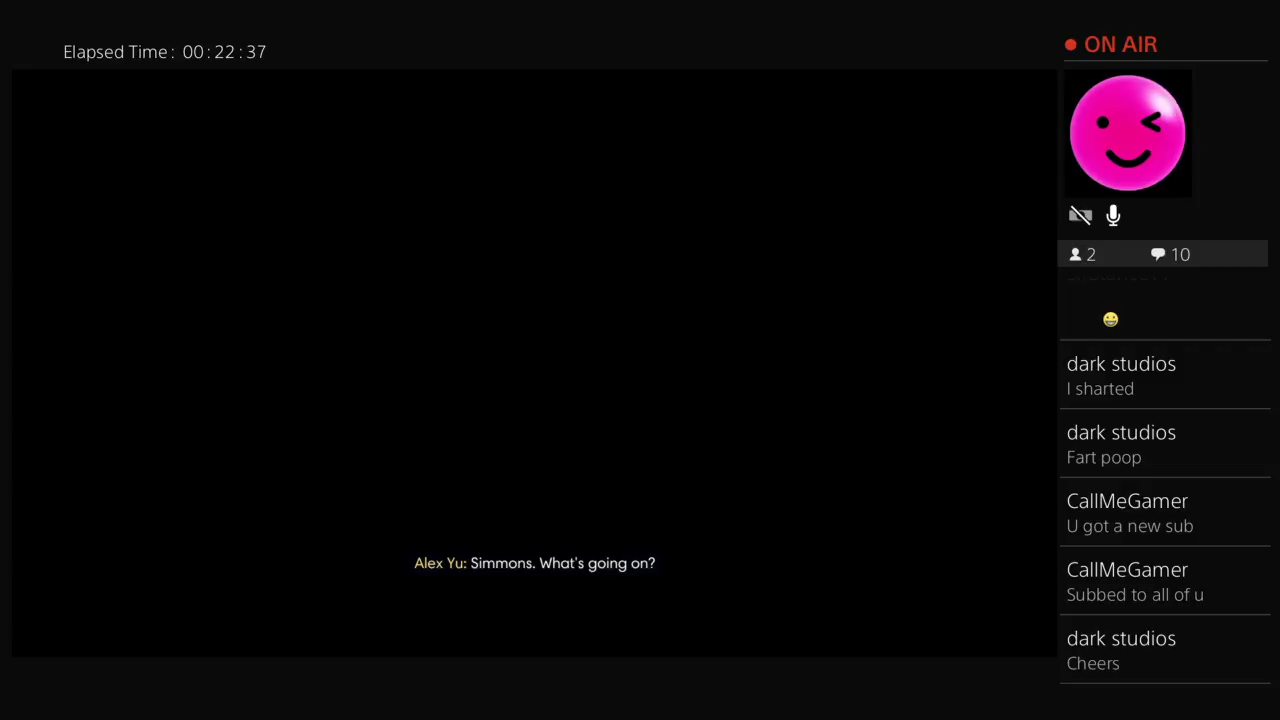 Elapsed Time: 00:22:37
ON AIR
2 10
dark studios
I sharted
dark studios
Fart poop
CallMeGamer
U got a new sub
CallMeGamer
Subbed to all of u
dark studios
Cheers
Alex Yu: Simmons. What's going on?